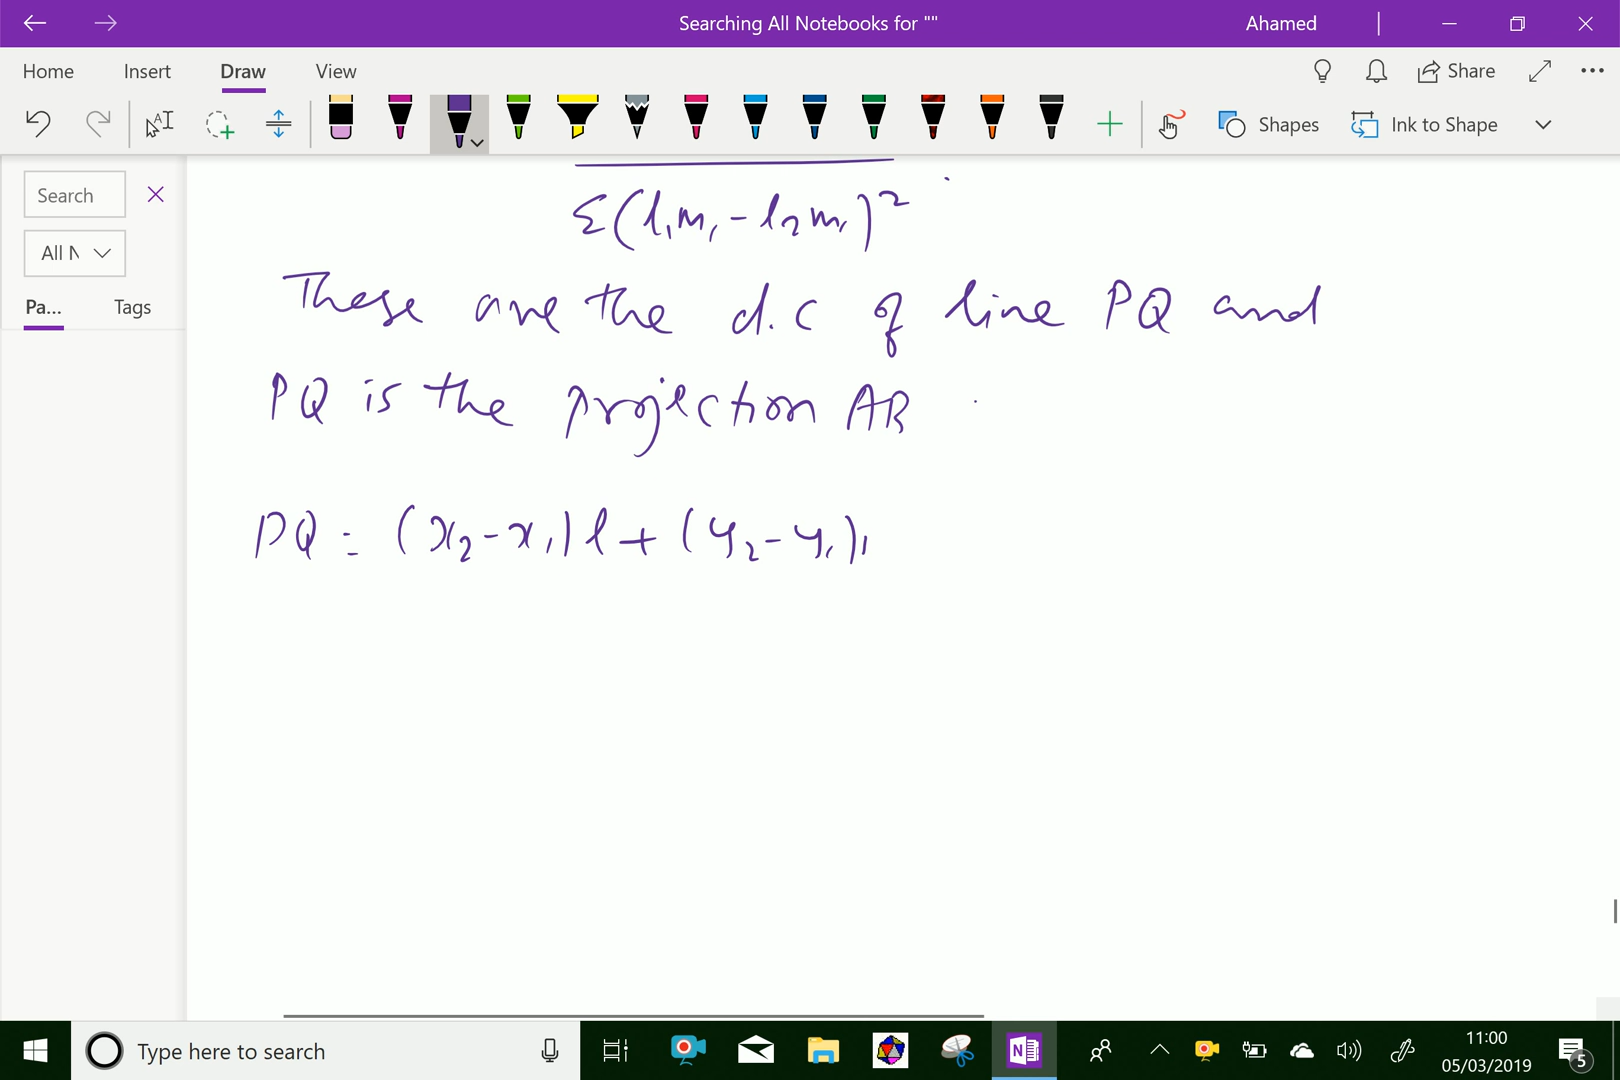 Searching All Notebooks for "" Ahamed
Home Insert Draw View Share
Shapes Ink to Shape
Search
All N
Pa... Tags
Σ(l₁m₁ - l₂m₁)²
These are the d.c of line PQ and
PQ is the projection AB
PQ = (x₂-x₁)l + (y₂-y₁)
Type here to search
11:00
05/03/2019
5